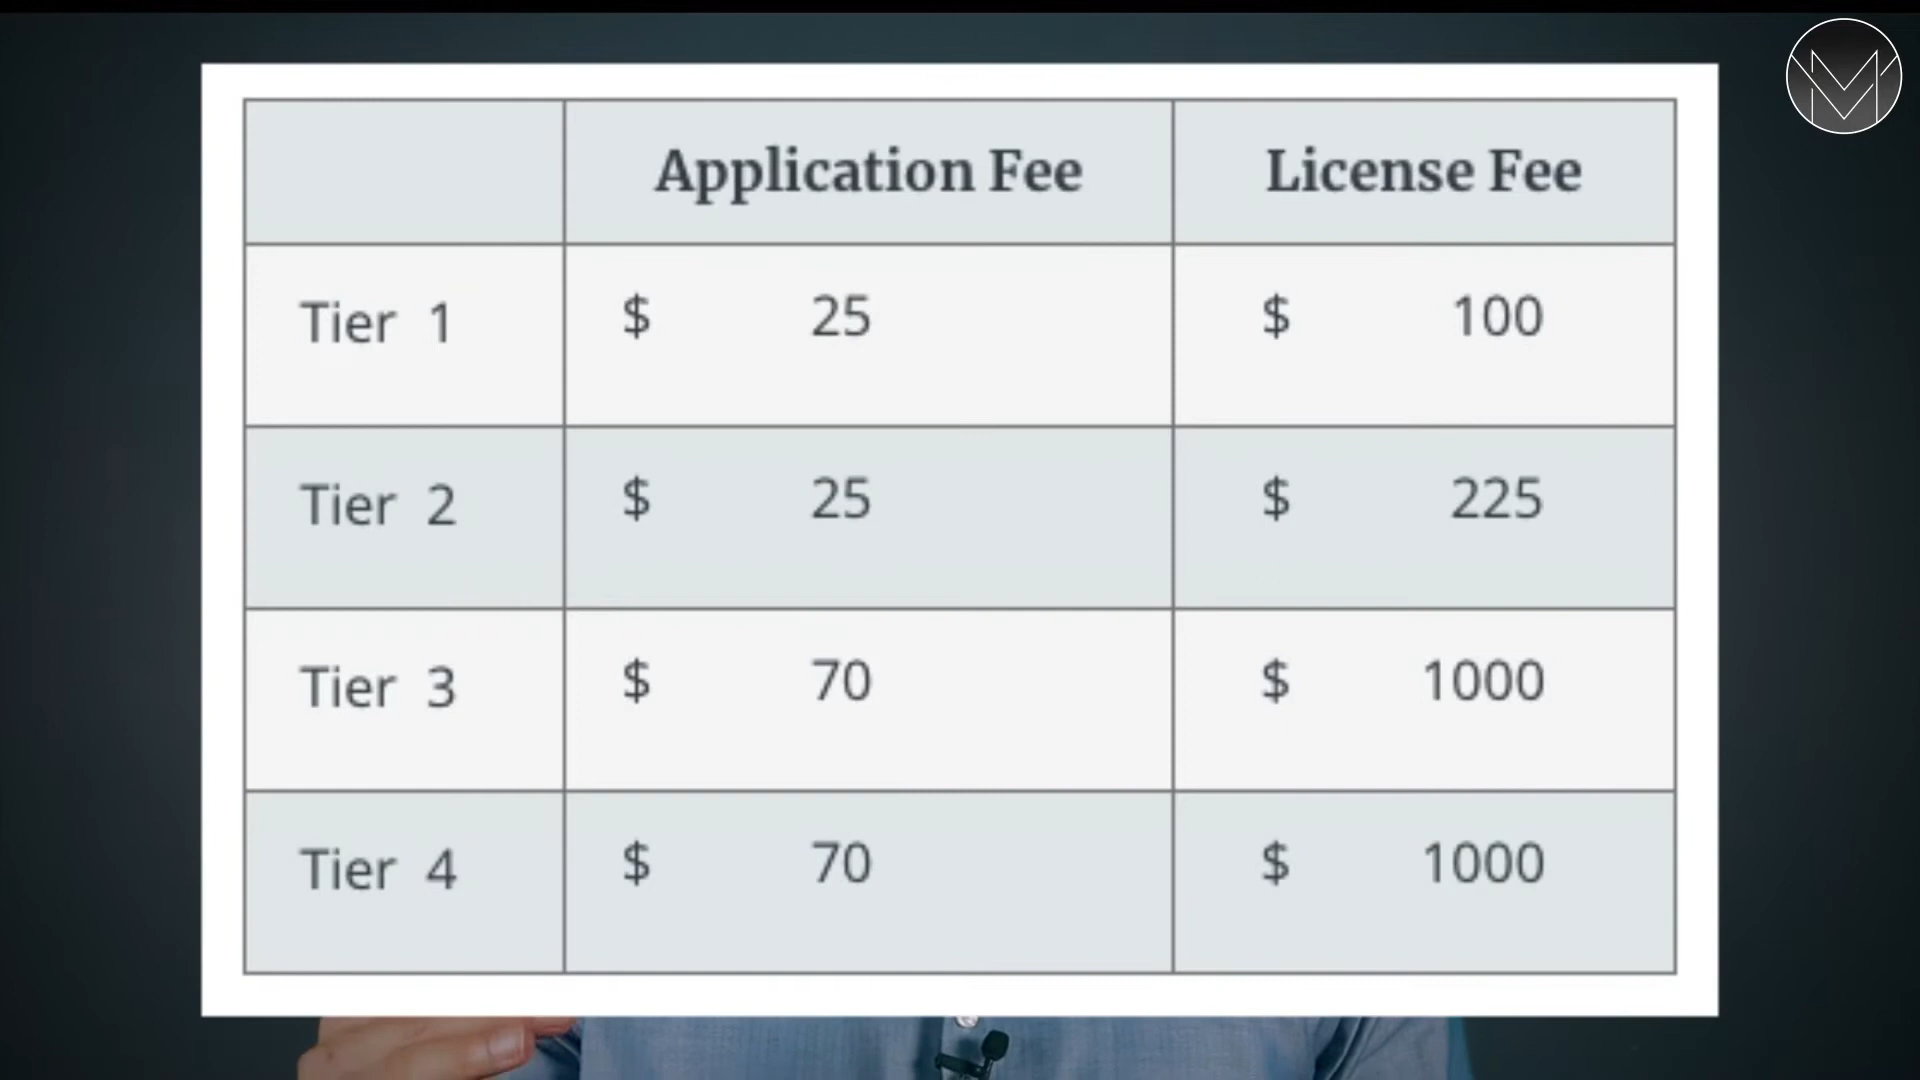 Application Fee License Fee
Tier 1 $ 25 $ 100
Tier 2 $ 25 $ 225
Tier 3 $ 70 $ 1000
Tier 4 $ 70 $ 1000